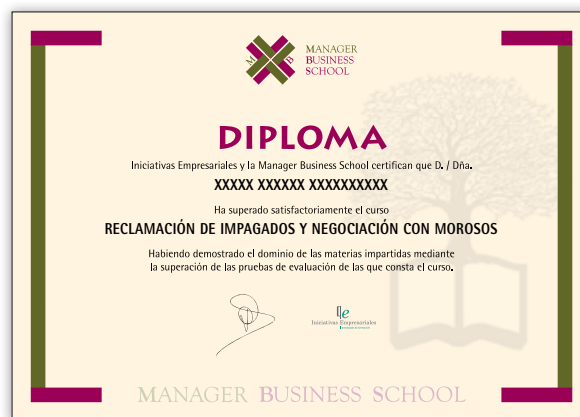 M B
MANAGER
BUSINESS
SCHOOL
DIPLOMA
Iniciativas Empresariales y la Manager Business School certifican que D. / Dña.
XXXXX XXXXXX XXXXXXXXXX
Ha superado satisfactoriamente el curso
RECLAMACIÓN DE IMPAGADOS Y NEGOCIACIÓN CON MOROSOS
Habiendo demostrado el dominio de las materias impartidas mediante
la superación de las pruebas de evaluación de las que consta el curso.
Iniciativas Empresariales
MANAGER BUSINESS SCHOOL